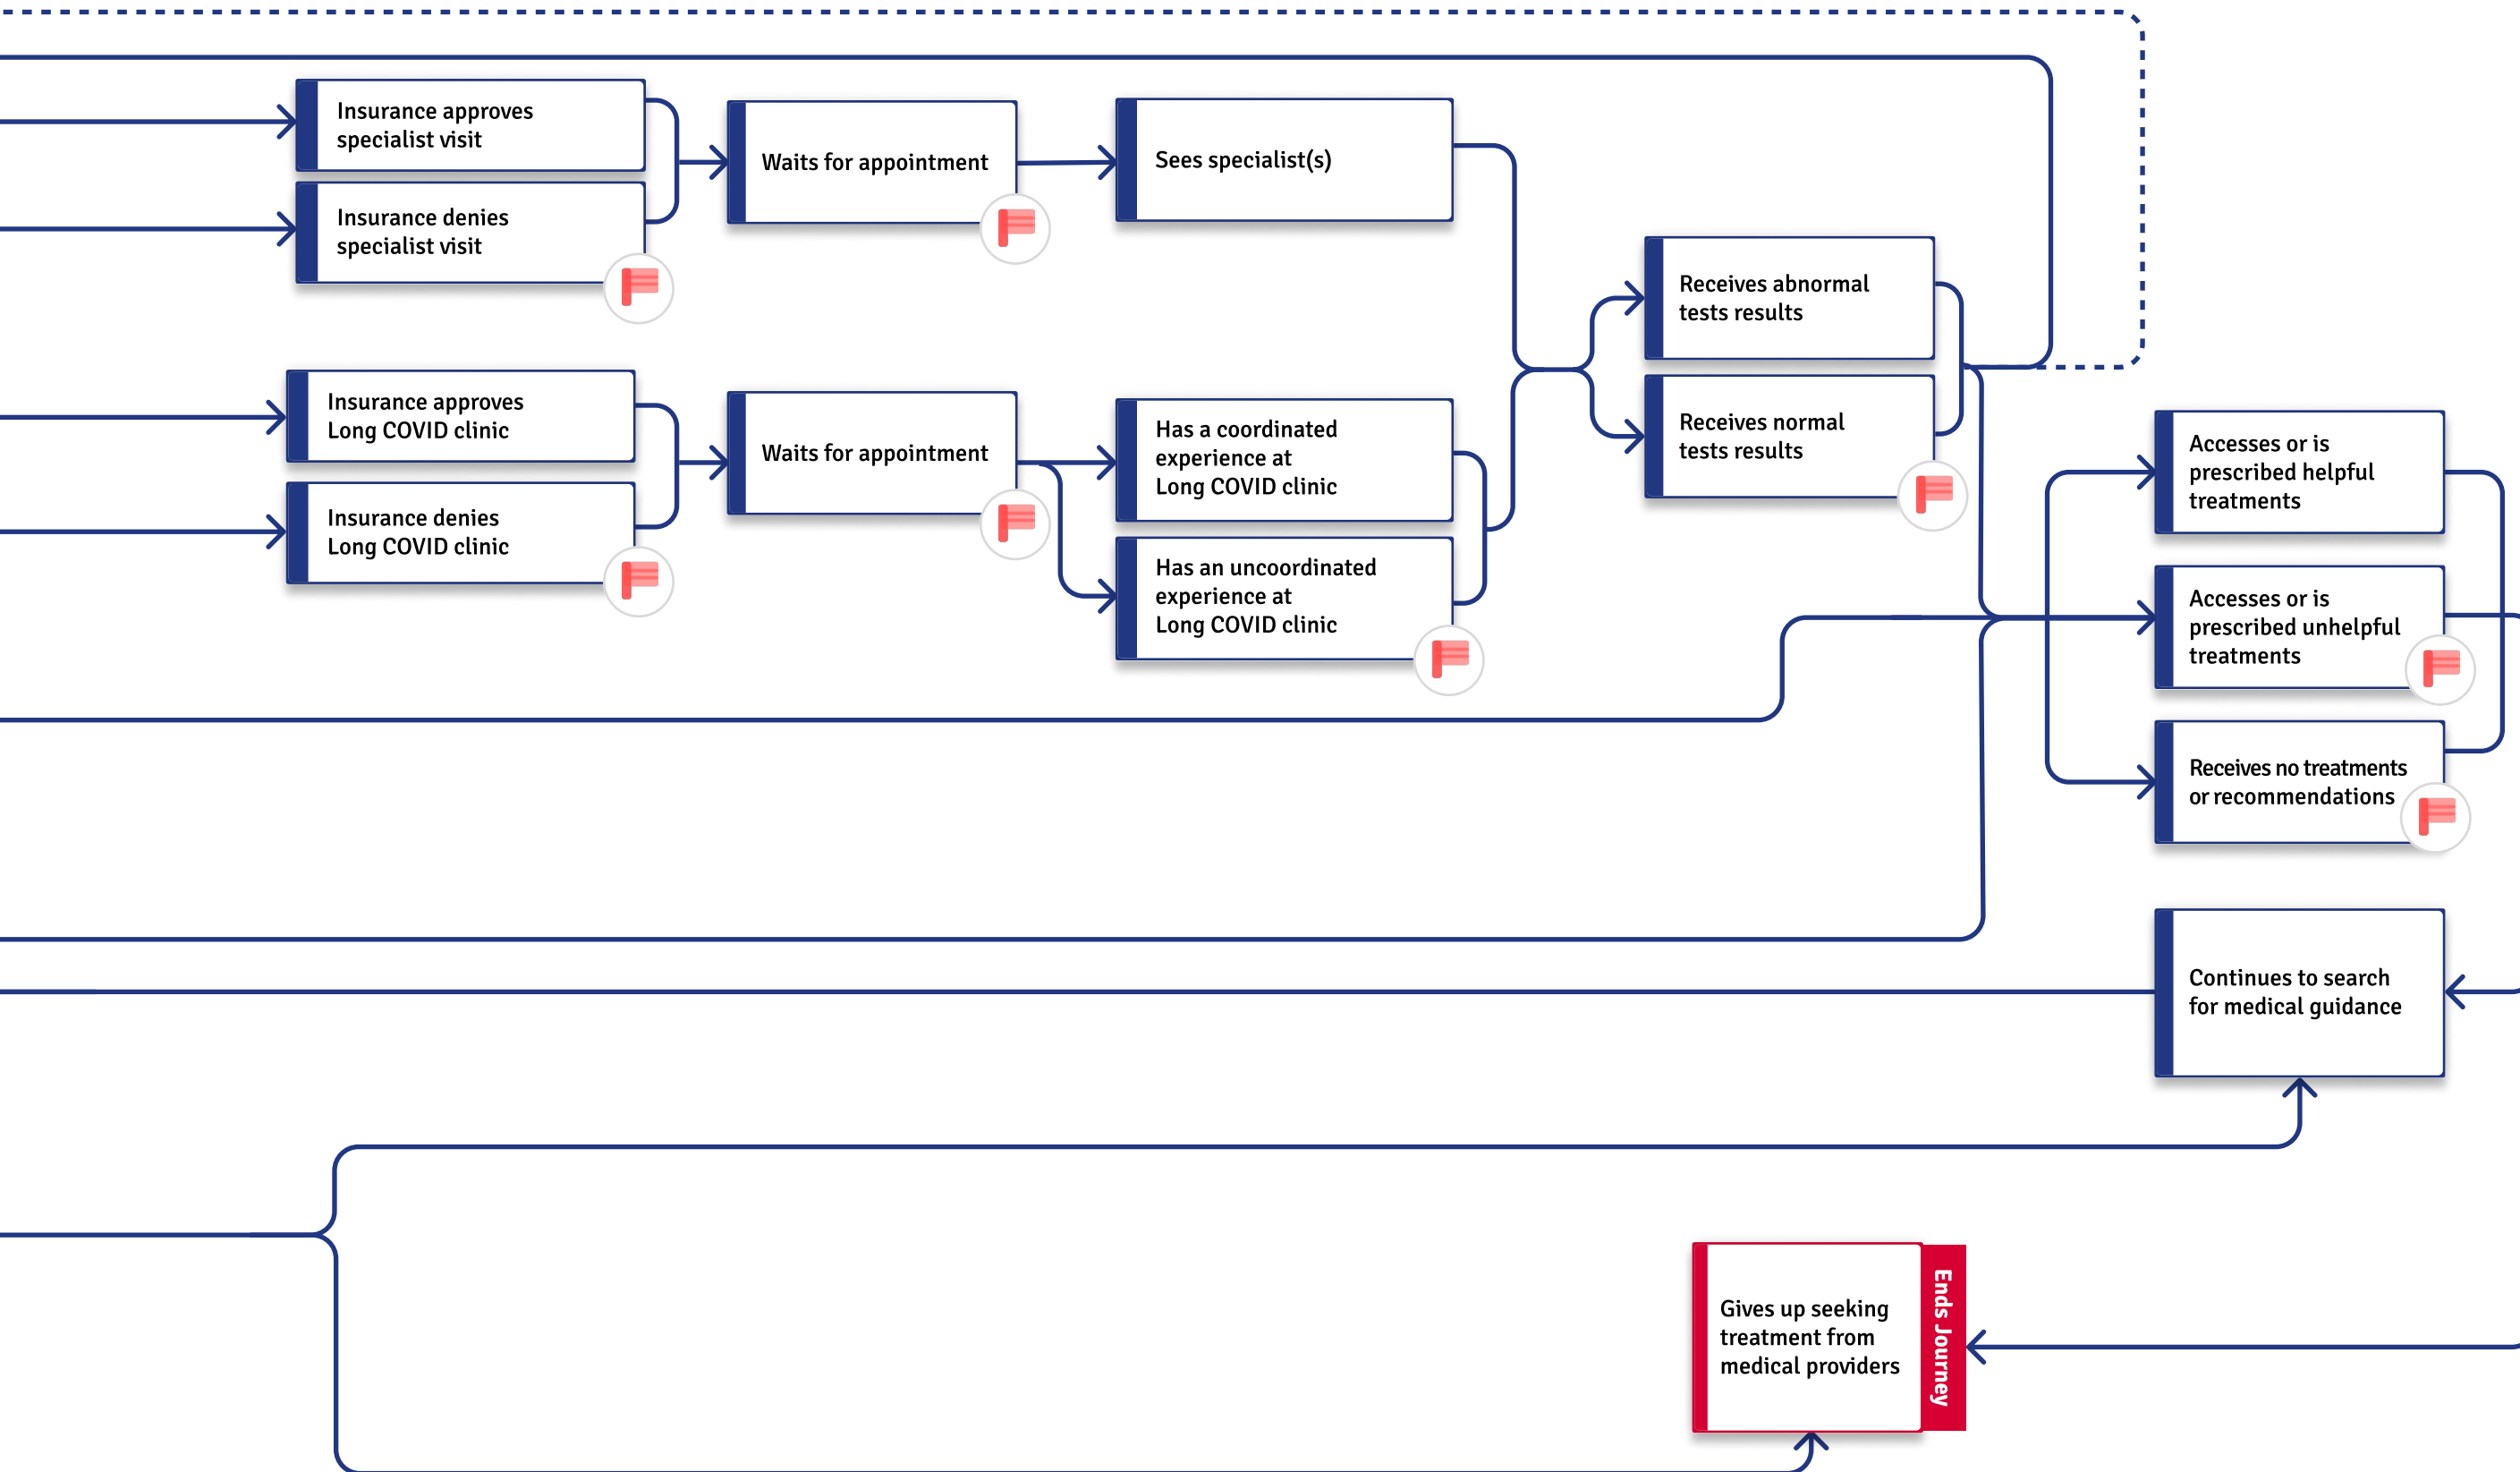 Insurance approves
specialist visit
Insurance denies
specialist visit
Waits for appointment
Sees specialist(s)
Receives abnormal
tests results
Receives normal
tests results
Insurance approves
Long COVID clinic
Insurance denies
Long COVID clinic
Waits for appointment
Has a coordinated
experience at
Long COVID clinic
Has an uncoordinated
experience at
Long COVID clinic
Accesses or is
prescribed helpful
treatments
Accesses or is
prescribed unhelpful
treatments
Receives no treatments
or recommendations
Continues to search
for medical guidance
Gives up seeking
treatment from
medical providers
Ends Journey